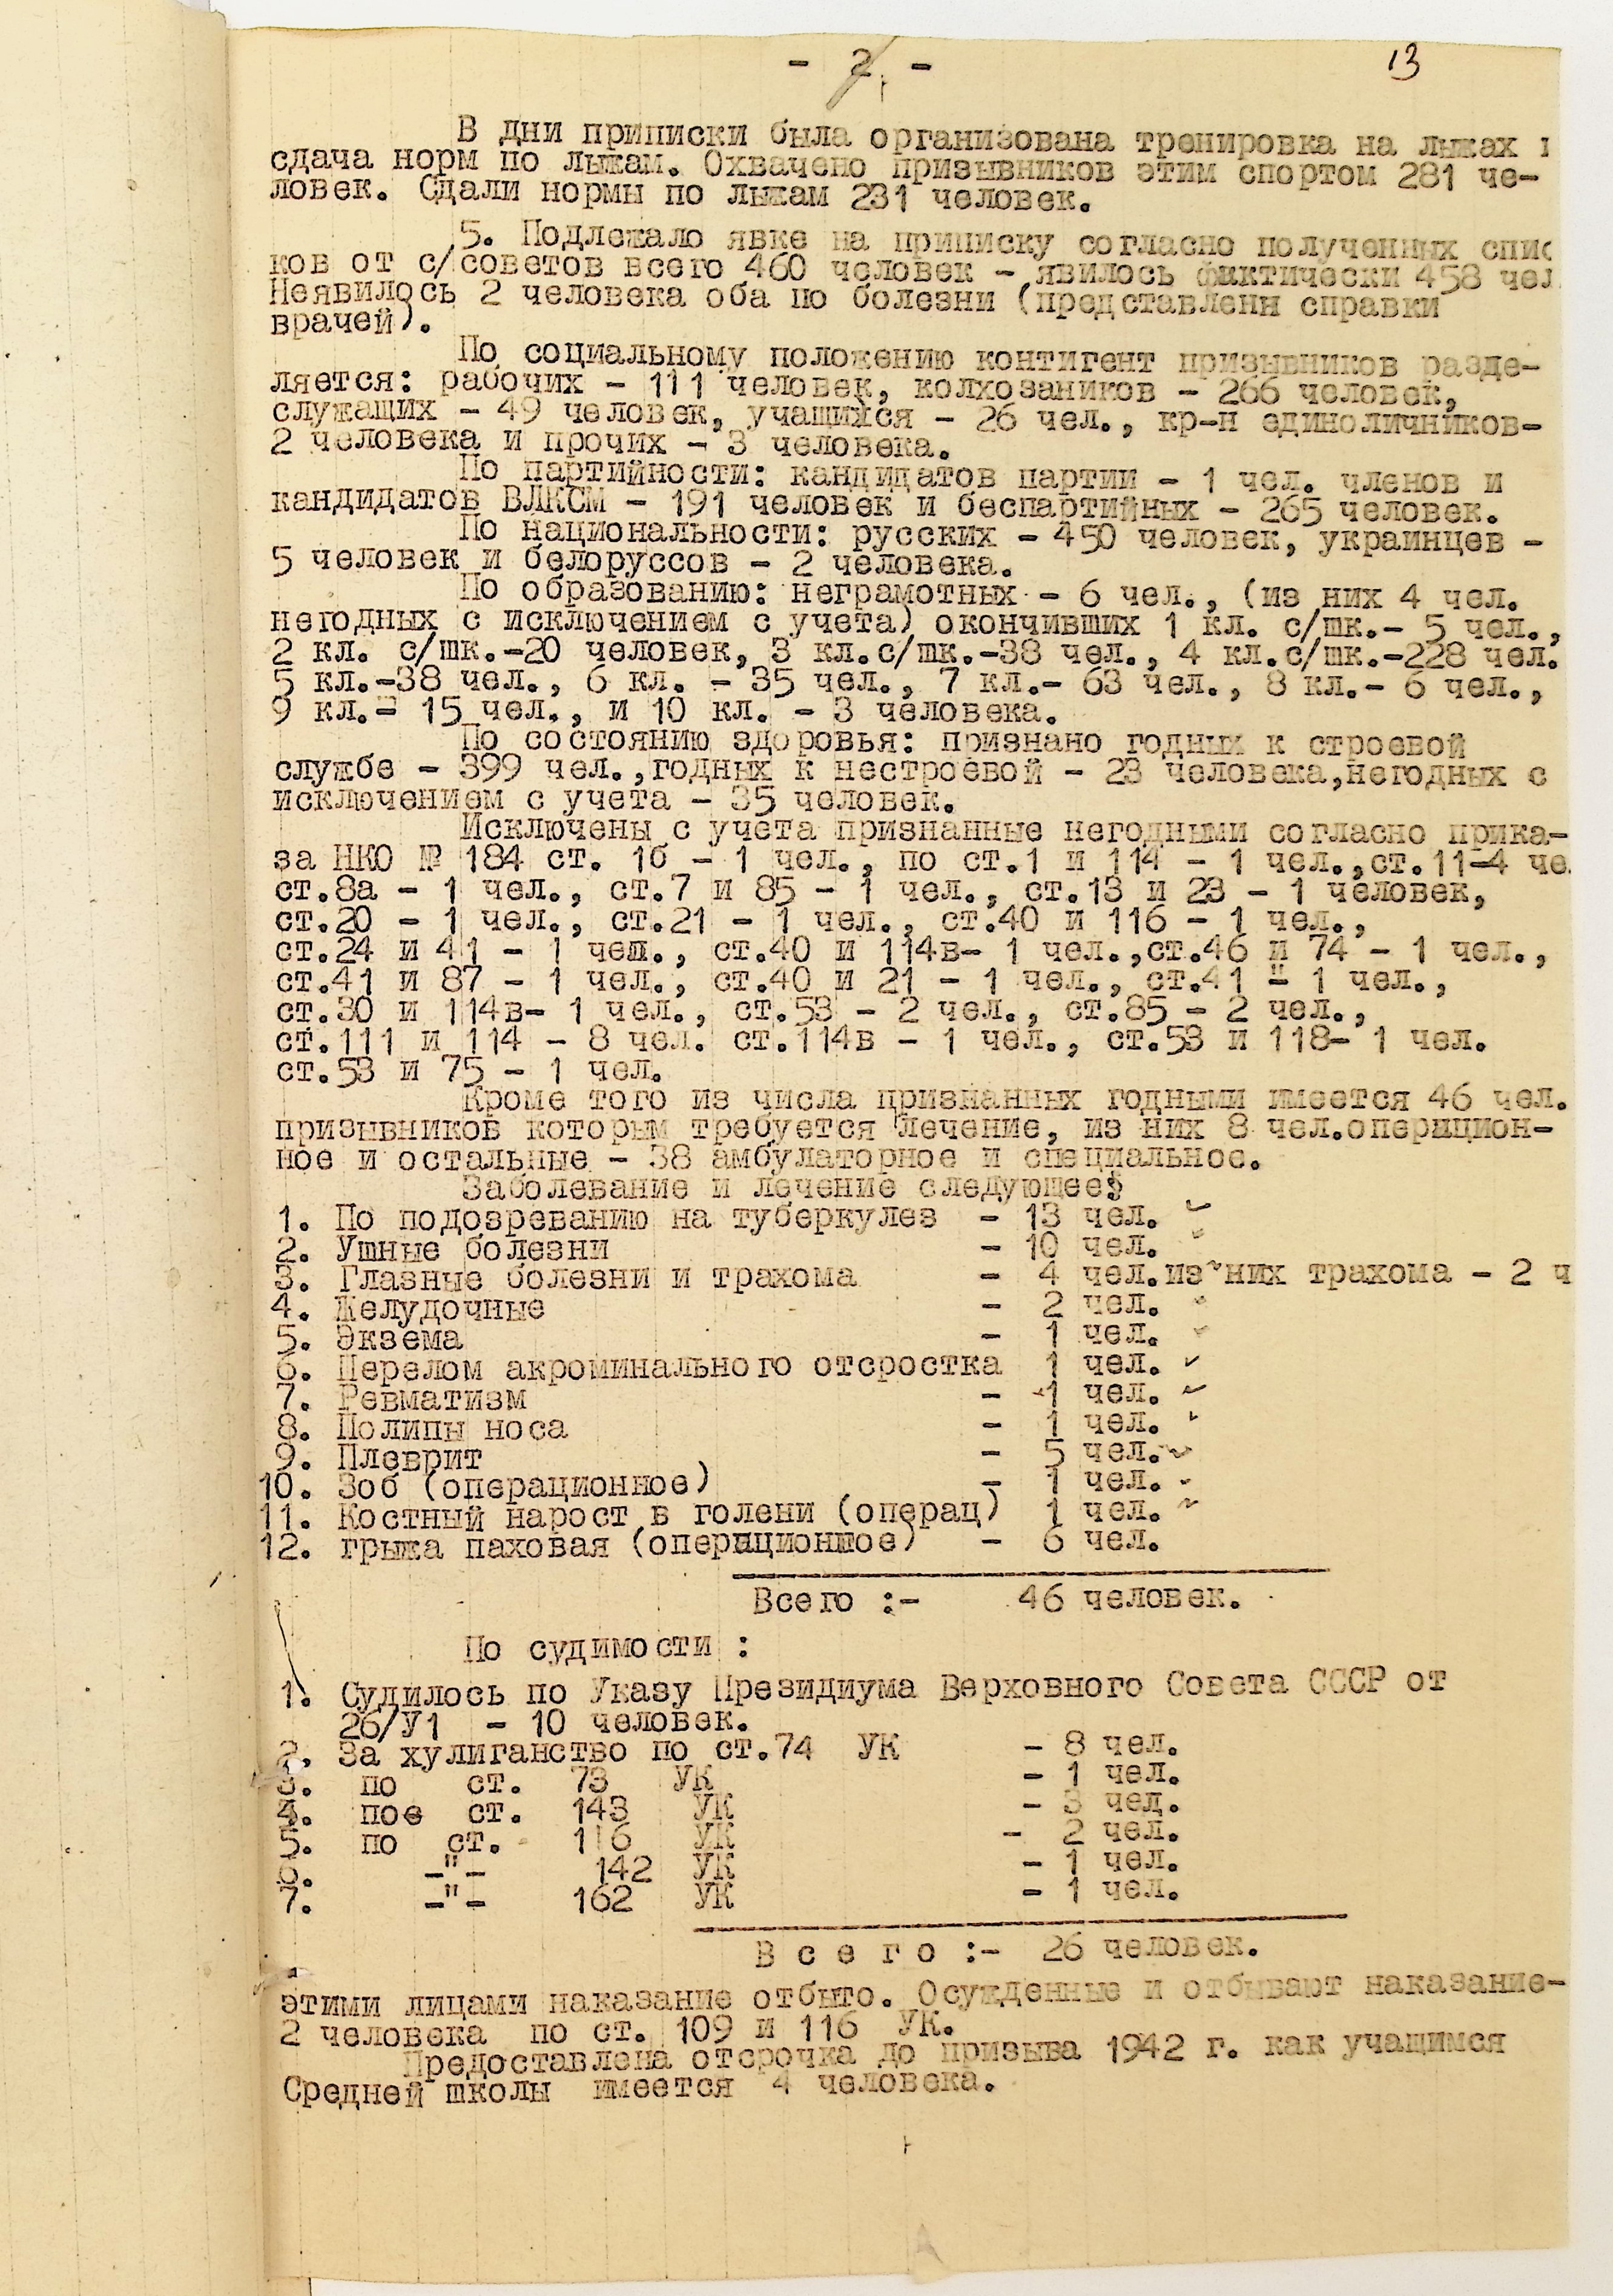 - 2 -
13
В дни приписки была организована тренировка на лыжах
сдача норм по лыжам. Охвачено призывников этим спортом 281 че-
ловек. Сдали нормы по лыжам 231 человек.
5. Подлежало явке на приписку согласно полученных спис
ков от с/советов всего 460 человек - явилось фактически 458 чел
Неявилось 2 человека оба по болезни (представлены справки
врачей).
По социальному положению контигент призывников разде-
ляется: рабочих - 111 человек, колхозаников - 266 человек,
служащих - 49 человек, учащихся - 26 чел., кр-н единоличников-
2 человека и прочих - 3 человека.
По партийности: кандидатов партии - 1 чел. членов и
кандидатов ВЛКСМ - 191 человек и беспартийных - 265 человек.
По национальности: русских - 450 человек, украинцев -
5 человек и белоруссов - 2 человека.
По образованию: неграмотных - 6 чел., (из них 4 чел.
негодных с исключением с учета) окончивших 1 кл. с/шк.- 5 чел.,
2 кл. с/шк.-20 человек, 3 кл.с/шк.-38 чел., 4 кл.с/шк.-228 чел.
5 кл.-38 чел., 6 кл. - 35 чел., 7 кл.- 63 чел., 8 кл.- 6 чел.,
9 кл.- 15 чел., и 10 кл. - 3 человека.
По состоянию здоровья: признано годных к строевой
службе - 399 чел.,годных к нестроевой - 23 человека,негодных с
исключением с учета - 35 человек.
Исключены с учета признанные негодными согласно прика-
за НКО № 184 ст. 1б - 1 чел., по ст.1 и 114 - 1 чел.,ст.11-4 че
ст.8а - 1 чел., ст.7 и 85 - 1 чел., ст.13 и 23 - 1 человек,
ст.20 - 1 чел., ст.21 - 1 чел., ст.40 и 116 - 1 чел.,
ст.24 и 41 - 1 чел., ст.40 и 114в- 1 чел.,ст.46 и 74 - 1 чел.,
ст.41 и 87 - 1 чел., ст.40 и 21 - 1 чел., ст.41 - 1 чел.,
ст.30 и 114в- 1 чел., ст.53 - 2 чел., ст.85 - 2 чел.,
ст.111 и 114 - 8 чел. ст.114в - 1 чел., ст.53 и 118- 1 чел.
ст.53 и 75 - 1 чел.
Кроме того из числа признанных годными имеется 46 чел.
призывников которым требуется лечение, из них 8 чел.операцион-
ное и остальные - 38 амбулаторное и специальное.
Заболевание и лечение следующее:
1. По подозреванию на туберкулез - 13 чел.
2. Ушные болезни - 10 чел.
3. Глазные болезни и трахома - 4 чел.из них трахома - 2 ч
4. Желудочные - 2 чел.
5. Экзема - 1 чел.
6. Перелом акроминального отсростка 1 чел.
7. Ревматизм - 1 чел.
8. Полипы носа - 1 чел.
9. Плеврит - 5 чел.
10. Зоб (операционное) - 1 чел.
11. Костный нарост в голени (операц) 1 чел.
12. грыжа паховая (операционное) - 6 чел.
Всего :- 46 человек.
По судимости :
1. Судилось по Указу Президиума Верховного Совета СССР от
26/У1 - 10 человек.
2. За хулиганство по ст.74 УК - 8 чел.
3. по ст. 73 УК - 1 чел.
4. пое ст. 143 УК - 3 чел.
5. по ст. 116 УК - 2 чел.
6. -"- 142 УК - 1 чел.
7. -"- 162 УК - 1 чел.
В с е г о :- 26 человек.
этими лицами наказание отбыто. Осужденные и отбывают наказание-
2 человека по ст. 109 и 116 УК.
Предоставлена отсрочка до призыва 1942 г. как учащимся
Средней школы имеется 4 человека.